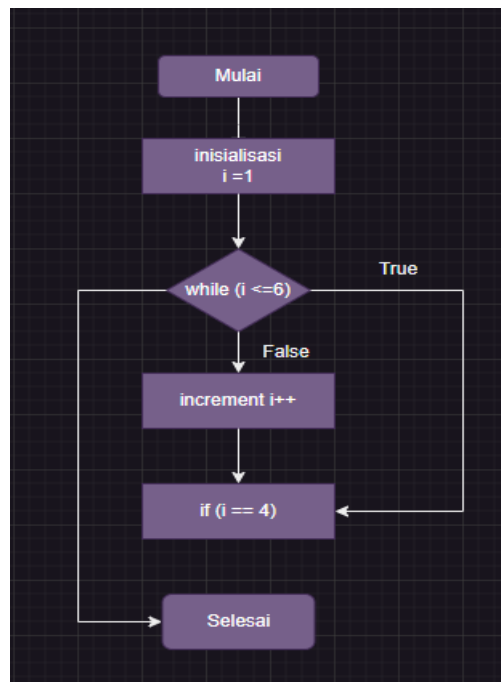 Mulai
inisialisasi
i =1
while (i <=6)
True
False
increment i++
if (i == 4)
Selesai